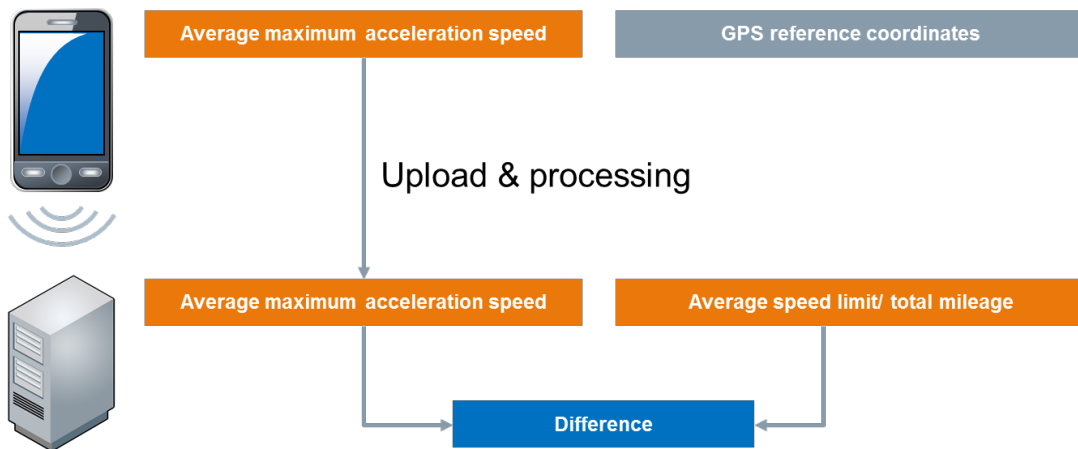 Average maximum acceleration speed
GPS reference coordinates
Upload & processing
Average maximum acceleration speed
Average speed limit/ total mileage
Difference